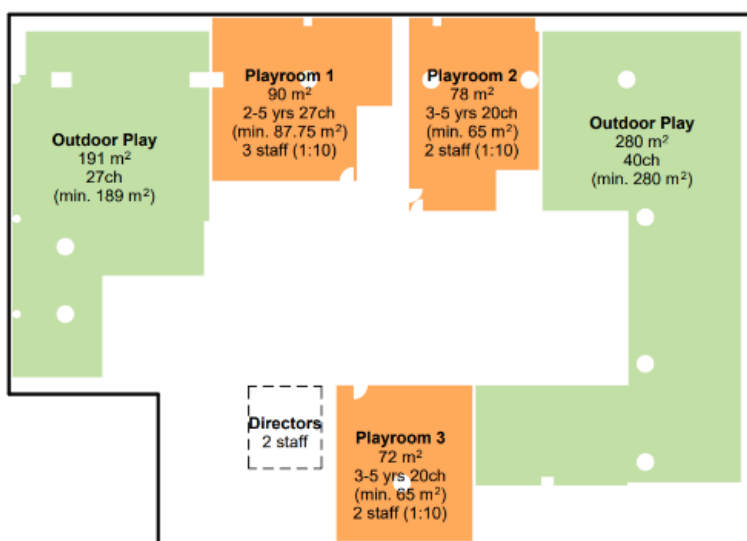 Playroom 1
90 m²
2-5 yrs 27ch
(min. 87.75 m²)
3 staff (1:10)
Playroom 2
78 m²
3-5 yrs 20ch
(min. 65 m²)
2 staff (1:10)
Outdoor Play
191 m²
27ch
(min. 189 m²)
Outdoor Play
280 m²
40ch
(min. 280 m²)
Directors
2 staff
Playroom 3
72 m²
3-5 yrs 20ch
(min. 65 m²)
2 staff (1:10)